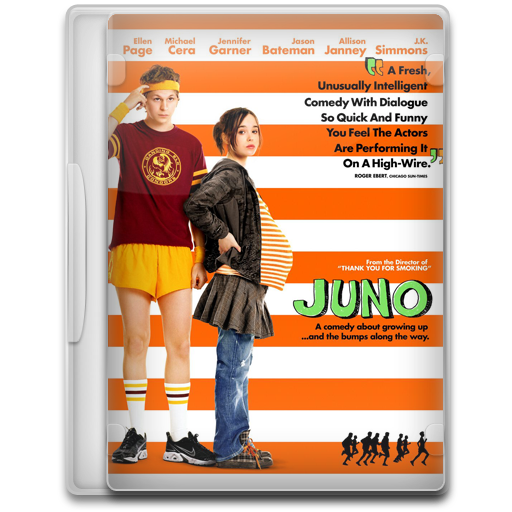 Ellen Michael Jennifer Jason Allison J.K.
Page Cera Garner Bateman Janney Simmons
“ A Fresh,
Unusually Intelligent
Comedy With Dialogue
So Quick And Funny
You Feel The Actors
Are Performing It
On A High-Wire.”
ROGER EBERT, CHICAGO SUN-TIMES
From the Director of
"THANK YOU FOR SMOKING"
JUNO
A comedy about growing up
...and the bumps along the way.